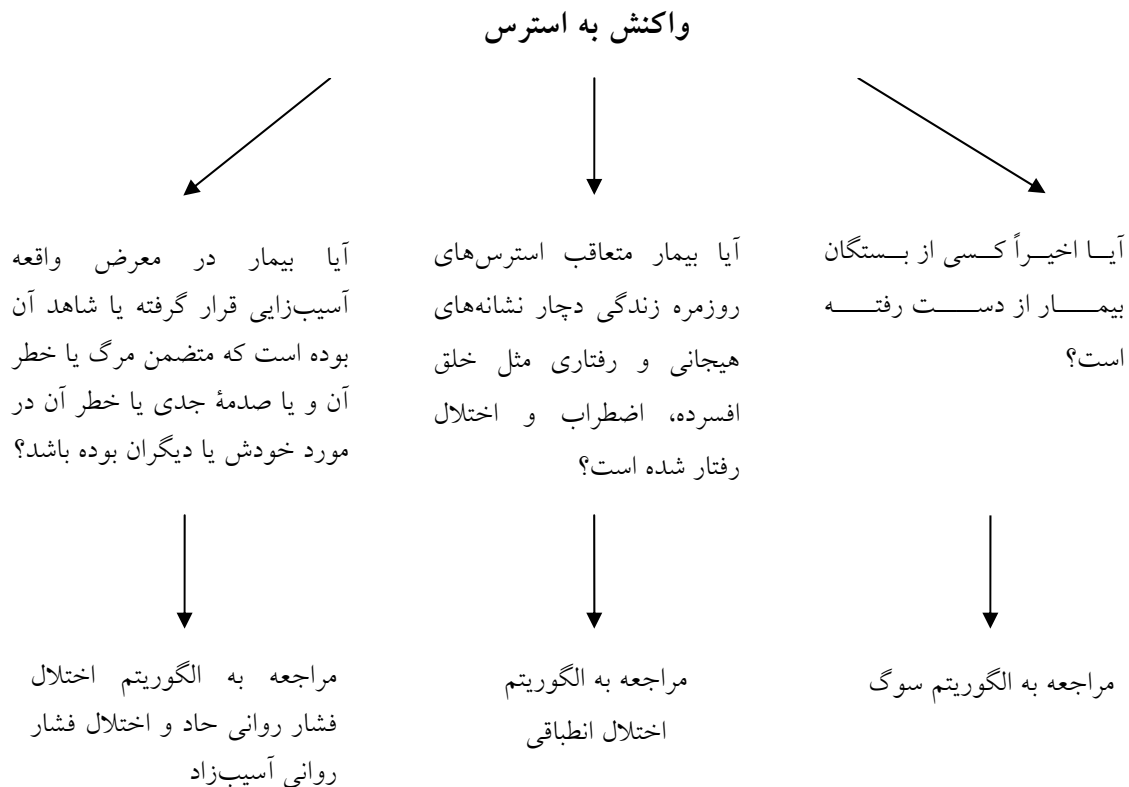 واکنش به استرس
آیا اخیراً کسی از بستگان
بیمار از دست رفته
است؟
آیا بیمار متعاقب استرس‌های
روزمره زندگی دچار نشانه‌های
هیجانی و رفتاری مثل خلق
افسرده، اضطراب و اختلال
رفتار شده است؟
آیا بیمار در معرض واقعه
آسیب‌زایی قرار گرفته یا شاهد آن
بوده است که متضمن مرگ یا خطر
آن و یا صدمهٔ جدی یا خطر آن در
مورد خودش یا دیگران بوده باشد؟
مراجعه به الگوریتم سوگ
مراجعه به الگوریتم
اختلال انطباقی
مراجعه به الگوریتم اختلال
فشار روانی حاد و اختلال فشار
روانی آسیب‌زاد